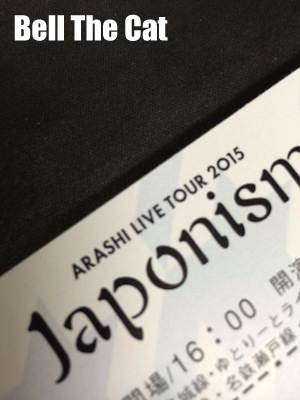 Bell The Cat
ARASHI LIVE TOUR 2015
Japonism
開場/16：00 開演
城線・ゆとりーとラ
・名鉄瀬戸線